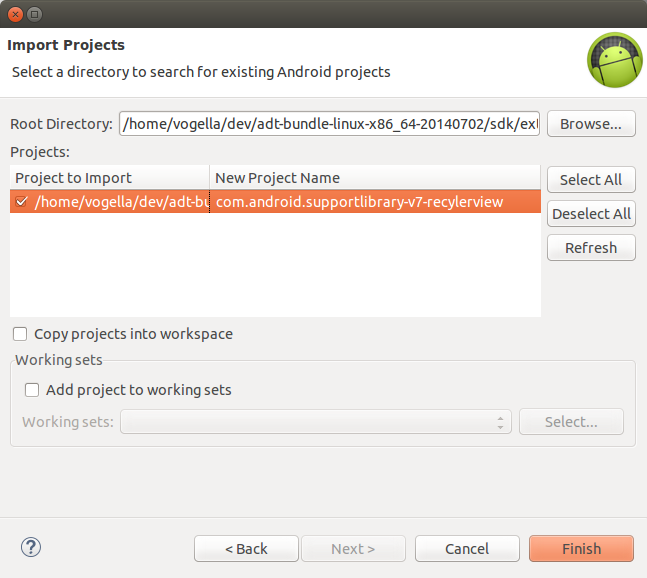 Import Projects
Select a directory to search for existing Android projects
Root Directory: /home/vogella/dev/adt-bundle-linux-x86_64-20140702/sdk/ext Browse...
Projects:
Project to Import New Project Name
/home/vogella/dev/adt-bu com.android.supportlibrary-v7-recylerview
Select All
Deselect All
Refresh
Copy projects into workspace
Working sets
Add project to working sets
Working sets: Select...
? < Back Next > Cancel Finish